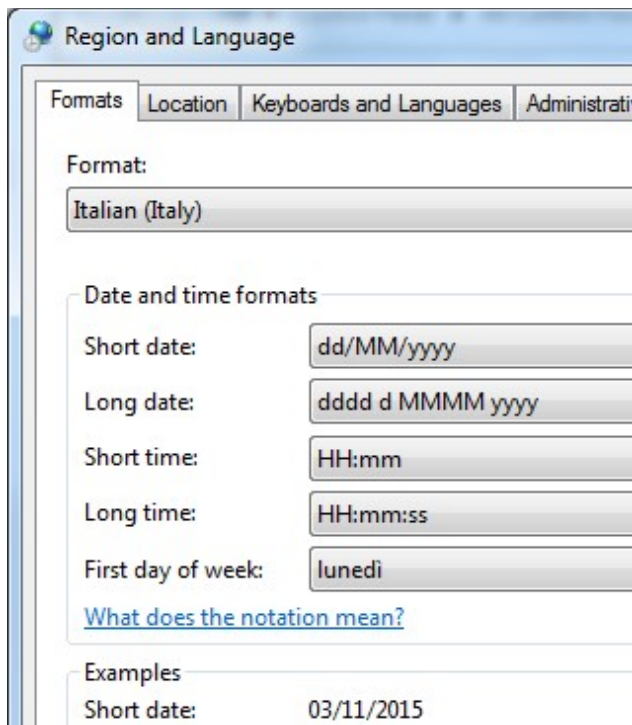 Region and Language
Formats Location Keyboards and Languages Administrati
Format:
Italian (Italy)
Date and time formats
Short date: dd/MM/yyyy
Long date: dddd d MMMM yyyy
Short time: HH:mm
Long time: HH:mm:ss
First day of week: lunedì
What does the notation mean?
Examples
Short date: 03/11/2015